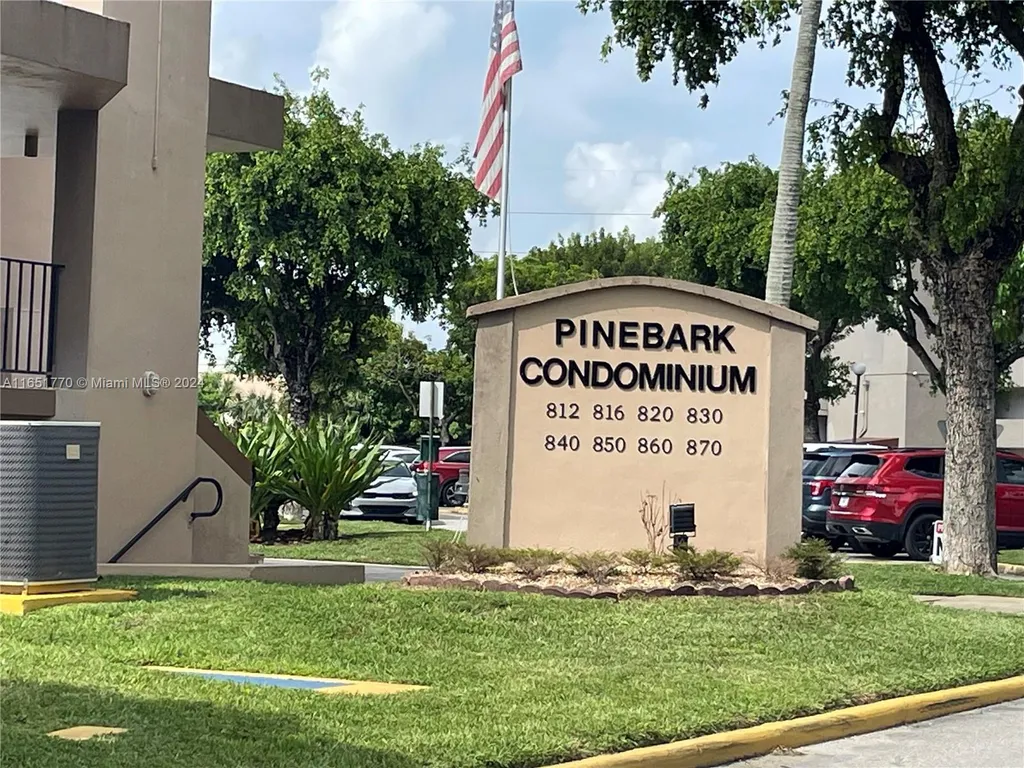 PINEBARK
CONDOMINIUM
812 816 820 830
840 850 860 870
A11651770 © Miami MLS® 2024